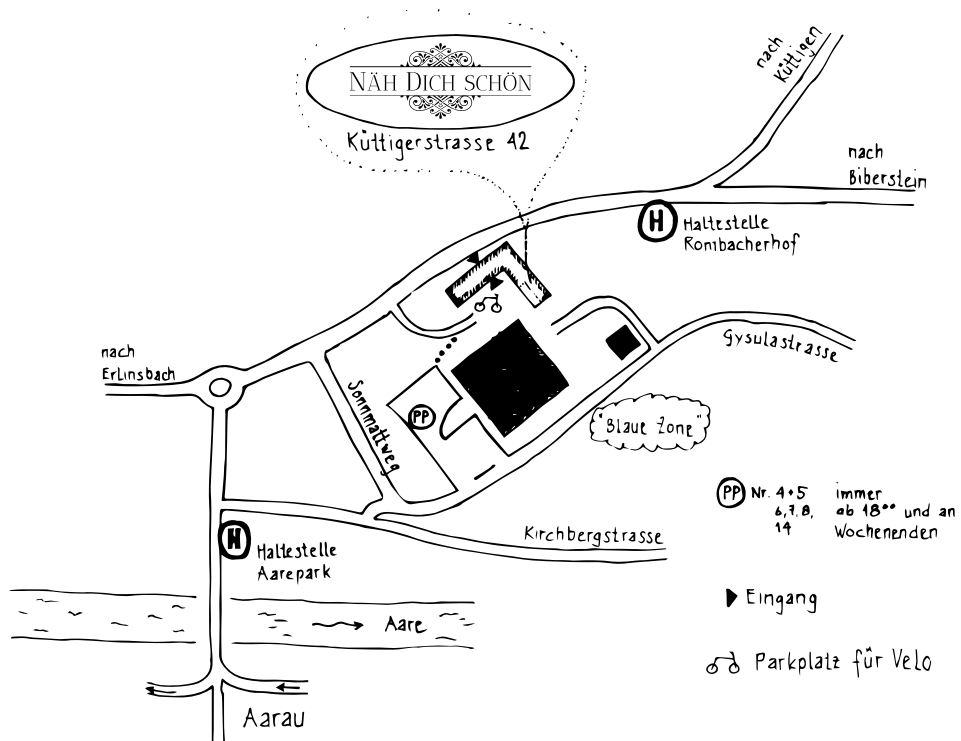 NÄH DICH SCHÖN
Küttigerstrasse 42
nach
Küttigen
nach
Biberstein
H
Haltestelle
Rombacherhof
nach
Erlinsbach
Gysulastrasse
Sonnmattweg
PP
"Blaue Zone"
PP Nr. 4+5 immer
6,7,8, ab 18°° und an
14 Wochenenden
Kirchbergstrasse
H
Haltestelle
Aarepark
Eingang
Aare
Parkplatz für Velo
Aarau